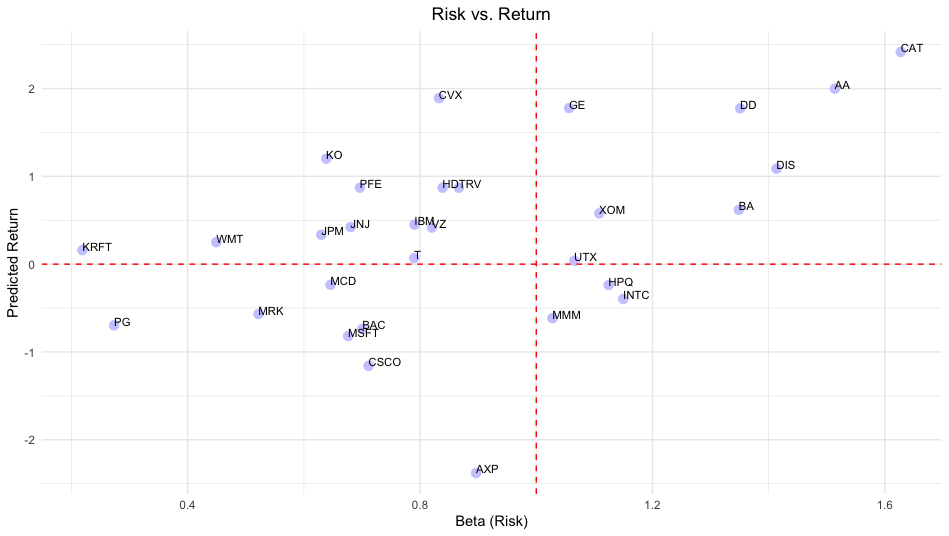 Risk vs. Return
Predicted Return
2
1
0
-1
-2
CAT
AA
CVX
GE
DD
KO
DIS
PFE
HD
TRV
BA
XOM
IBM
VZ
JNJ
JPM
WMT
KRFT
T
UTX
MCD
HPQ
INTC
MRK
MMM
PG
BAC
MSFT
CSCO
AXP
0.4
0.8
1.2
1.6
Beta (Risk)